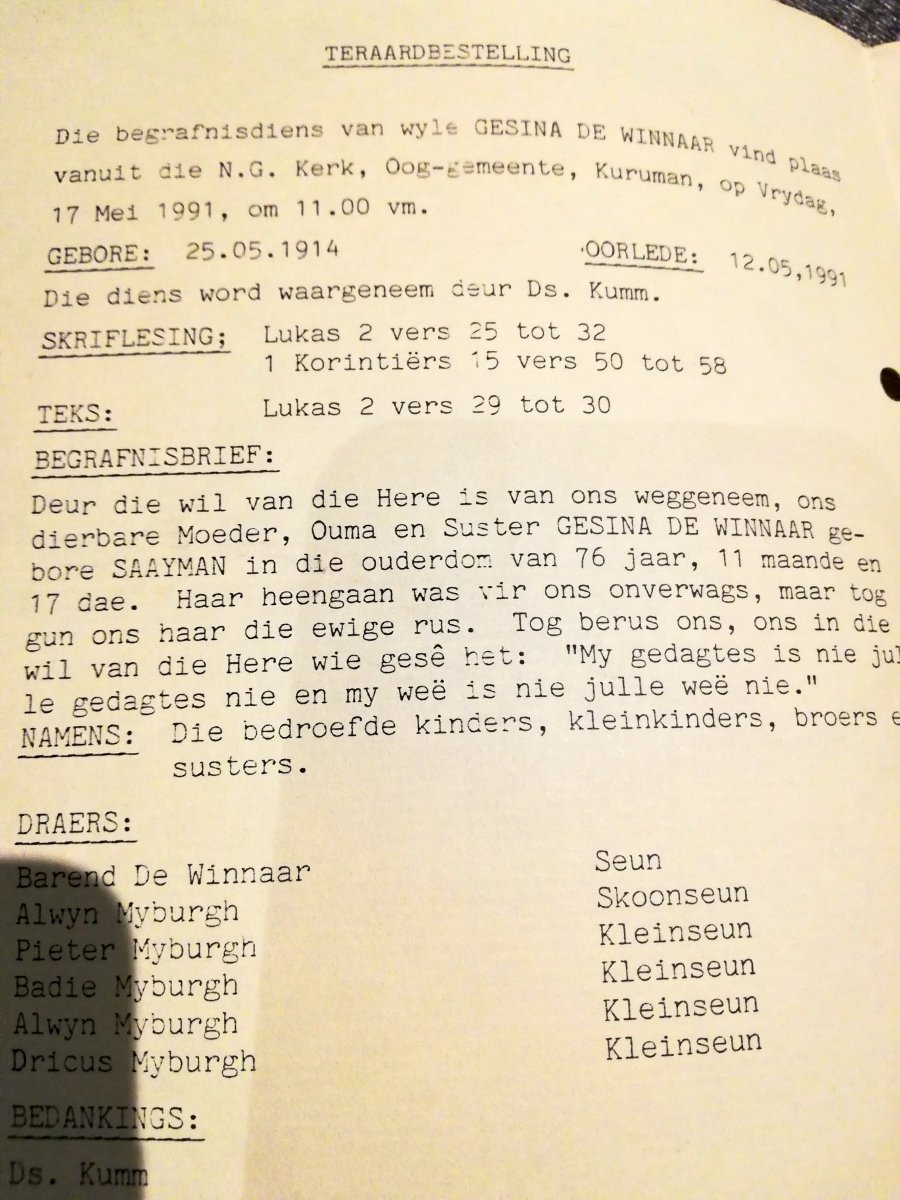 TERAARDBESTELLING
Die begrafnisdiens van wyle GESINA DE WINNAAR vind plaas
vanuit die N.G. Kerk, Oog-gemeente, Kuruman, op Vrydag,
17 Mei 1991, om 11.00 vm.
GEBORE: 25.05.1914 OORLEDE: 12.05,1991
Die diens word waargeneem deur Ds. Kumm.
SKRIFLESING; Lukas 2 vers 25 tot 32
1 Korintiërs 15 vers 50 tot 58
TEKS: Lukas 2 vers 29 tot 30
BEGRAFNISBRIEF:
Deur die wil van die Here is van ons weggeneem, ons
dierbare Moeder, Ouma en Suster GESINA DE WINNAAR ge-
bore SAAYMAN in die ouderdom van 76 jaar, 11 maande en
17 dae. Haar heengaan was vir ons onverwags, maar tog
gun ons haar die ewige rus. Tog berus ons, ons in die
wil van die Here wie gesê het: "My gedagtes is nie jul
le gedagtes nie en my weë is nie julle weë nie."
NAMENS: Die bedroefde kinders, kleinkinders, broers e
susters.
DRAERS:
Barend De Winnaar Seun
Alwyn Myburgh Skoonseun
Pieter Myburgh Kleinseun
Badie Myburgh Kleinseun
Alwyn Myburgh Kleinseun
Dricus Myburgh Kleinseun
BEDANKINGS:
Ds. Kumm